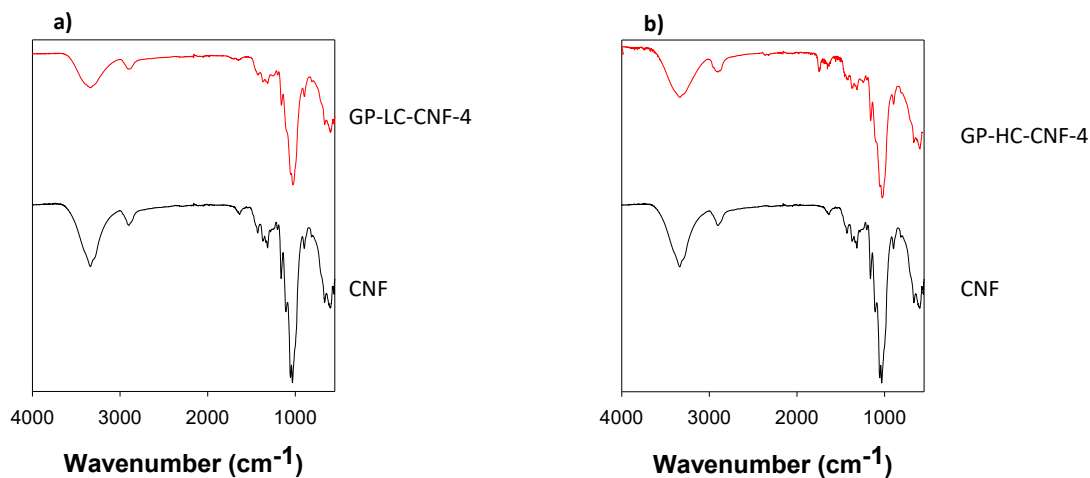 a)
GP-LC-CNF-4
CNF
4000 3000 2000 1000
Wavenumber (cm-1)
b)
GP-HC-CNF-4
CNF
4000 3000 2000 1000
Wavenumber (cm-1)